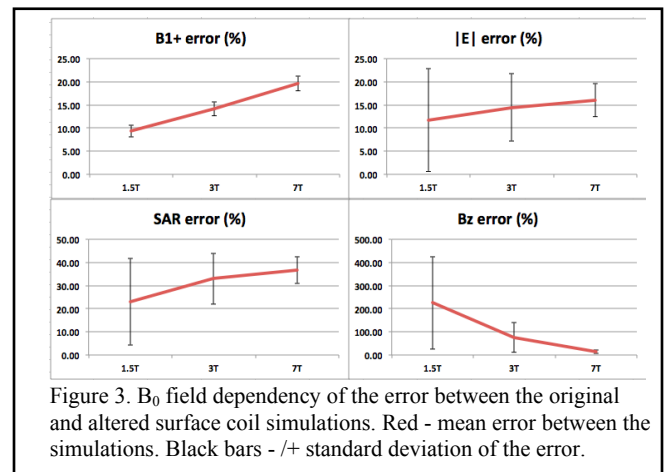 B1+ error (%)
25.00
20.00
15.00
10.00
5.00
0.00
1.5T 3T 7T
|E| error (%)
25.00
20.00
15.00
10.00
5.00
0.00
1.5T 3T 7T
SAR error (%)
50.00
40.00
30.00
20.00
10.00
0.00
1.5T 3T 7T
Bz error (%)
500.00
400.00
300.00
200.00
100.00
0.00
1.5T 3T 7T
Figure 3. B₀ field dependency of the error between the original
and altered surface coil simulations. Red - mean error between the
simulations. Black bars - /+ standard deviation of the error.